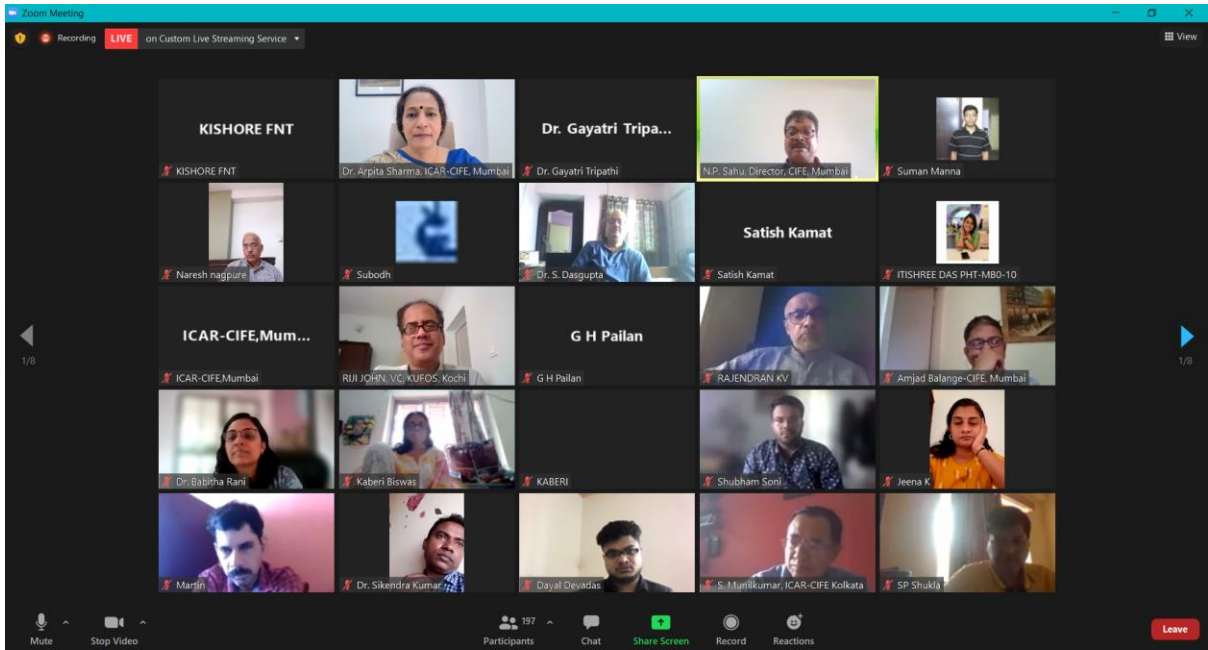 Zoom Meeting
Recording LIVE on Custom Live Streaming Service
View
KISHORE FNT
KISHORE FNT
Dr. Arpita Sharma, ICAR-CIFE, Mumbai
Dr. Gayatri Tripa...
Dr. Gayatri Tripathi
N.P. Sahu, Director, CIFE, Mumbai
Suman Manna
Naresh nagpure
Subodh
Dr. S. Dasgupta
Satish Kamat
Satish Kamat
ITISHREE DAS PHT-MB0-10
1/8
ICAR-CIFE,Mum...
ICAR-CIFE,Mumbai
RIJI JOHN, VC, KUFOS, Kochi
G H Pailan
G H Pailan
RAJENDRAN KV
Amjad Balange-CIFE, Mumbai
1/8
Dr. Babitha Rani
Kaberi Biswas
KABERI
Shubham Soni
Jeena K
Martin
Dr. Sikendra Kumar
Dayal Devadas
S. Munilkumar, ICAR-CIFE Kolkata
SP Shukla
Mute
Stop Video
197
Participants
Chat
Share Screen
Record
Reactions
Leave